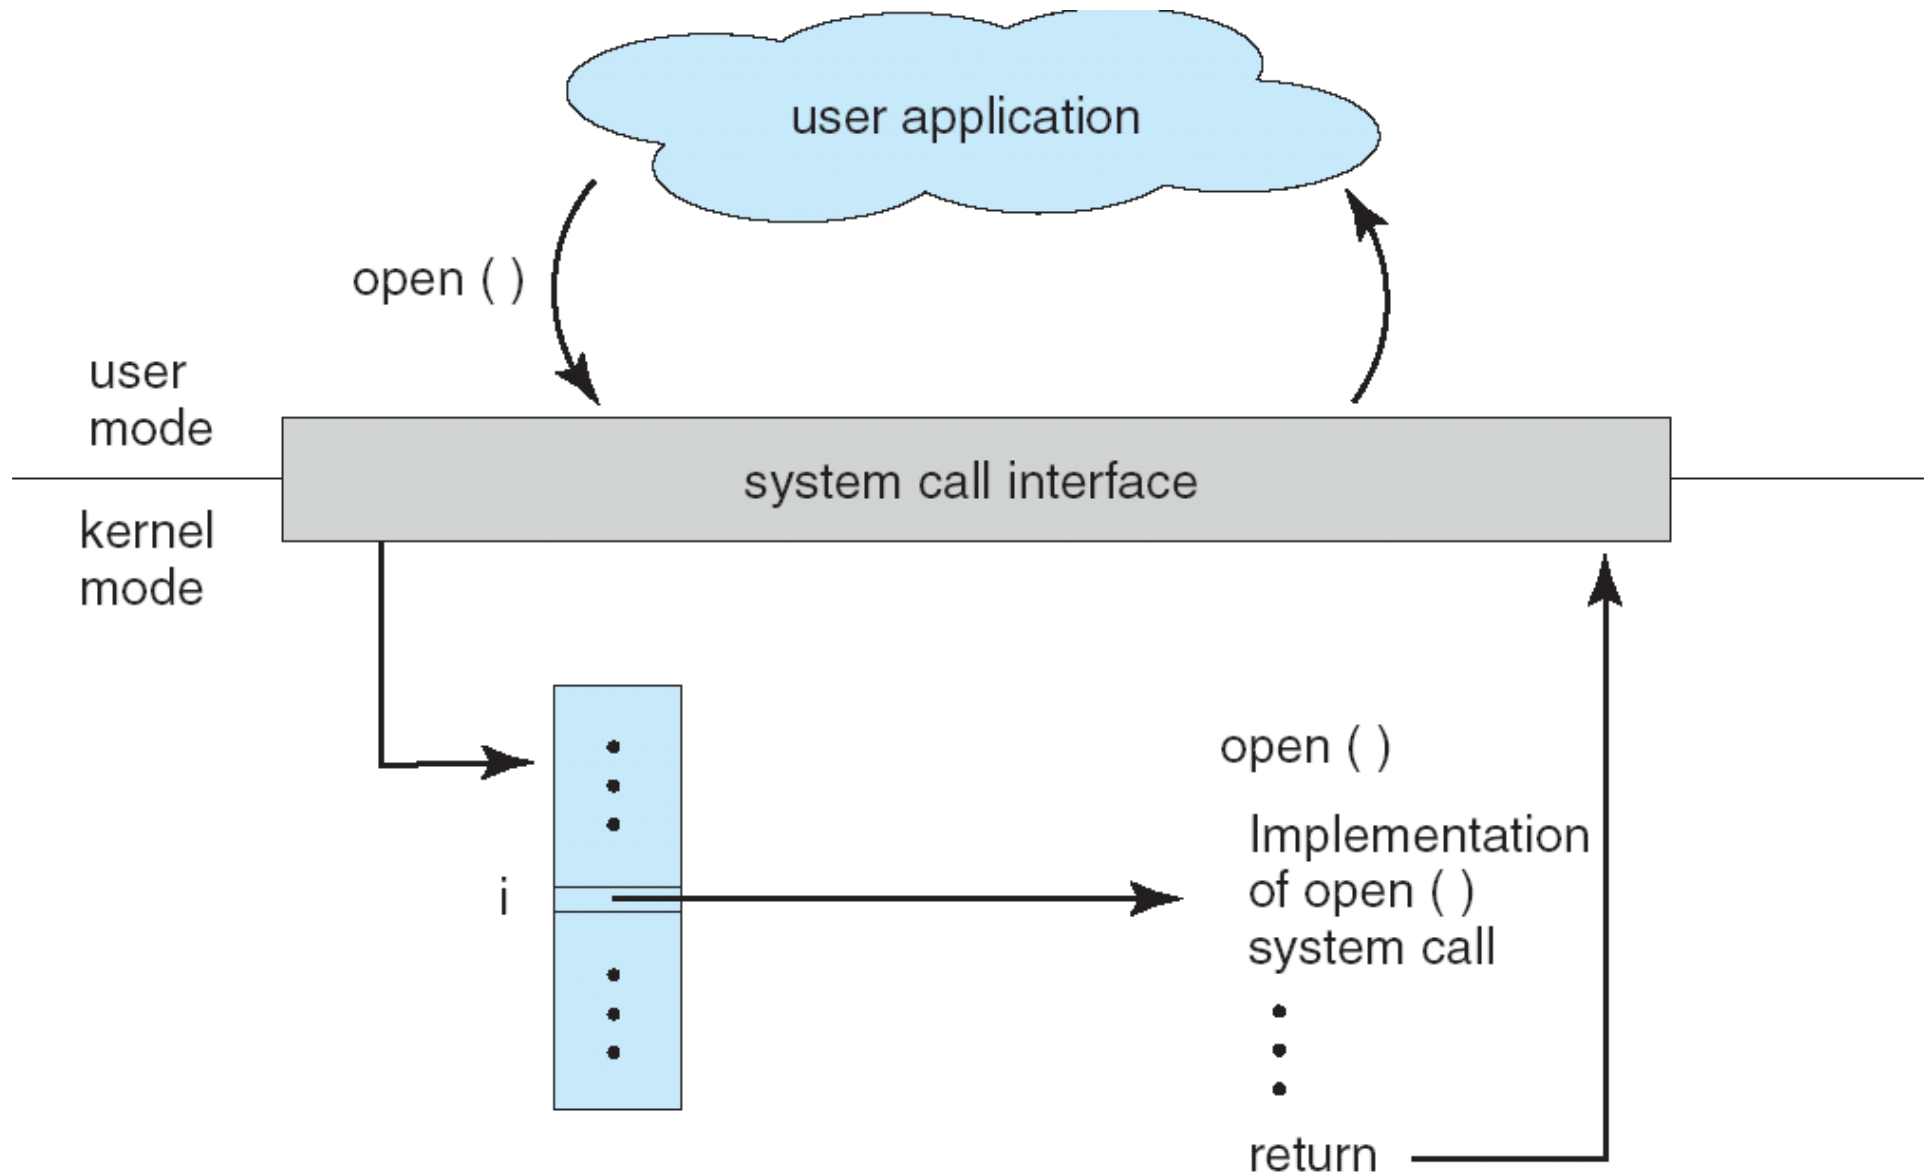 user application
open ( )
user
mode
system call interface
kernel
mode
open ( )
Implementation
of open ( )
system call
i
return